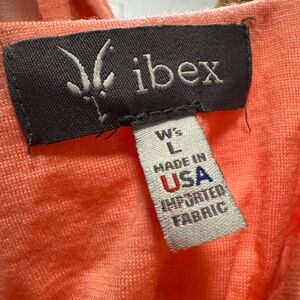 ibex
W's
L
MADE IN
USA
IMPORTED
FABRIC